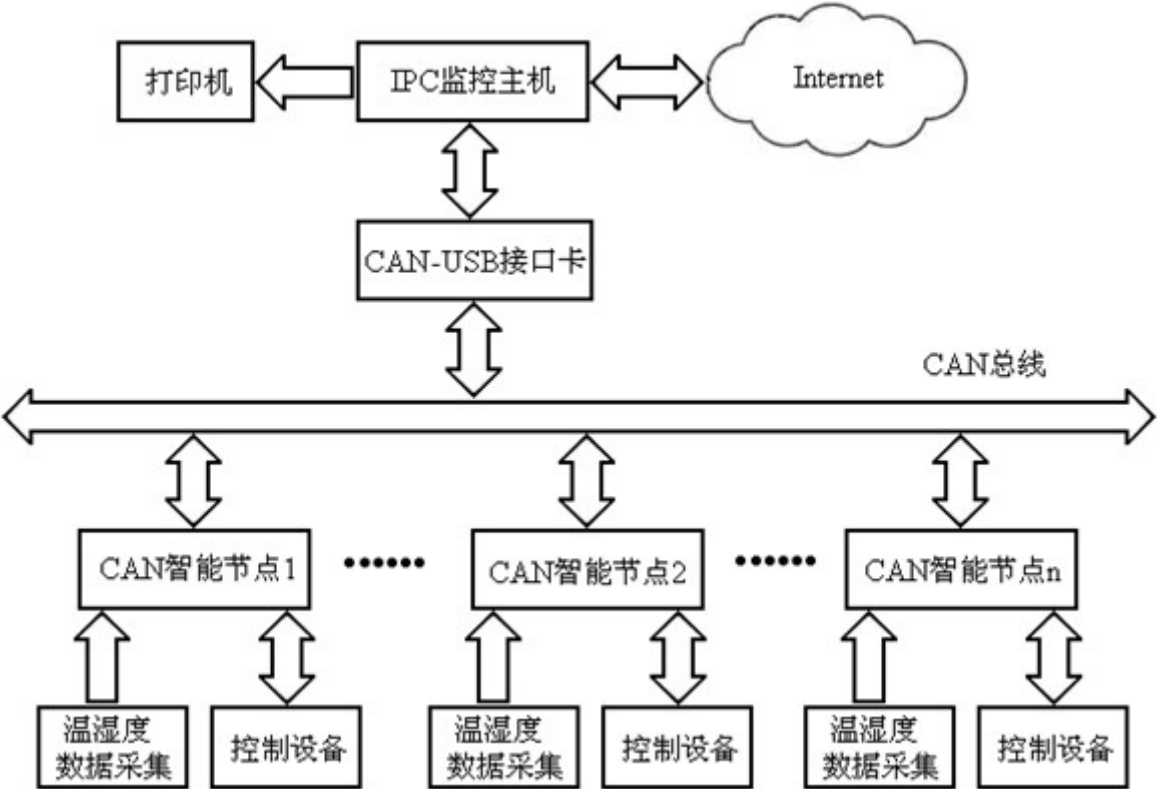 打印机
IPC监控主机
Internet
CAN-USB接口卡
CAN总线
CAN智能节点1
CAN智能节点2
CAN智能节点n
温湿度
数据采集
控制设备
温湿度
数据采集
控制设备
温湿度
数据采集
控制设备